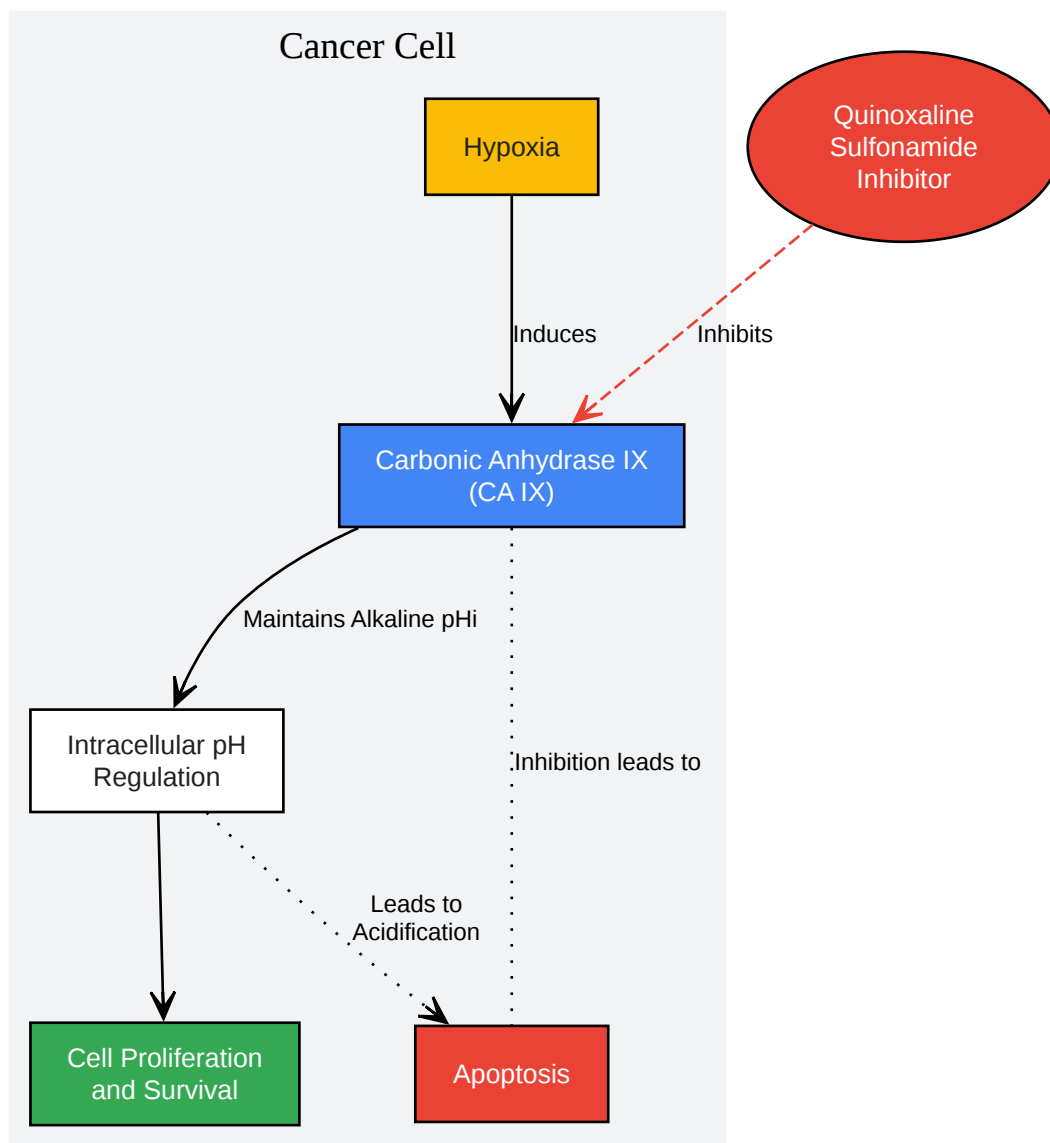 Cancer Cell
Hypoxia
Quinoxaline
Sulfonamide
Inhibitor
Induces
Inhibits
Carbonic Anhydrase IX
(CA IX)
Maintains Alkaline pHi
Intracellular pH
Regulation
Inhibition leads to
Leads to
Acidification
Cell Proliferation
and Survival
Apoptosis